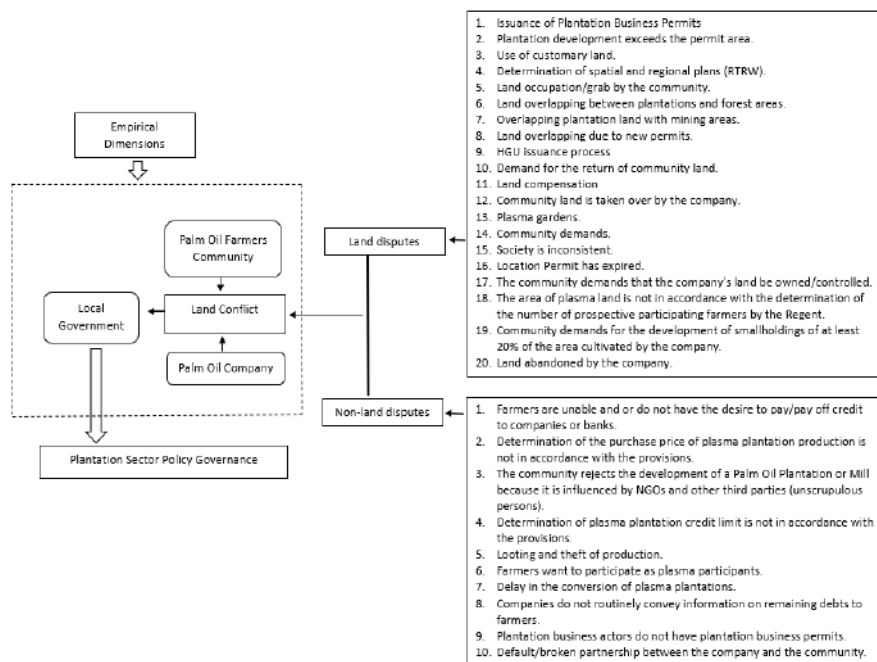 Empirical
Dimensions
Palm Oil Farmers
Community
Local
Government
Land Conflict
Palm Oil Company
Plantation Sector Policy Governance
Land disputes
Non-land disputes
1. Issuance of Plantation Business Permits
2. Plantation development exceeds the permit area.
3. Use of customary land.
4. Determination of spatial and regional plans (RTRW).
5. Land occupation/grab by the community.
6. Land overlapping between plantations and forest areas.
7. Overlapping plantation land with mining areas.
8. Land overlapping due to new permits.
9. HGU issuance process
10. Demand for the return of community land.
11. Land compensation
12. Community land is taken over by the company.
13. Plasma gardens.
14. Community demands.
15. Society is inconsistent.
16. Location Permit has expired.
17. The community demands that the company's land be owned/controlled.
18. The area of plasma land is not in accordance with the determination of
the number of prospective participating farmers by the Regent.
19. Community demands for the development of smallholdings of at least
20% of the area cultivated by the company.
20. Land abandoned by the company.
1. Farmers are unable and or do not have the desire to pay/pay off credit
to companies or banks.
2. Determination of the purchase price of plasma plantation production is
not in accordance with the provisions.
3. The community rejects the development of a Palm Oil Plantation or Mill
because it is influenced by NGOs and other third parties (unscrupulous
persons).
4. Determination of plasma plantation credit limit is not in accordance with
the provisions.
5. Looting and theft of production.
6. Farmers want to participate as plasma participants.
7. Delay in the conversion of plasma plantations.
8. Companies do not routinely convey information on remaining debts to
farmers.
9. Plantation business actors do not have plantation business permits.
10. Default/broken partnership between the company and the community.